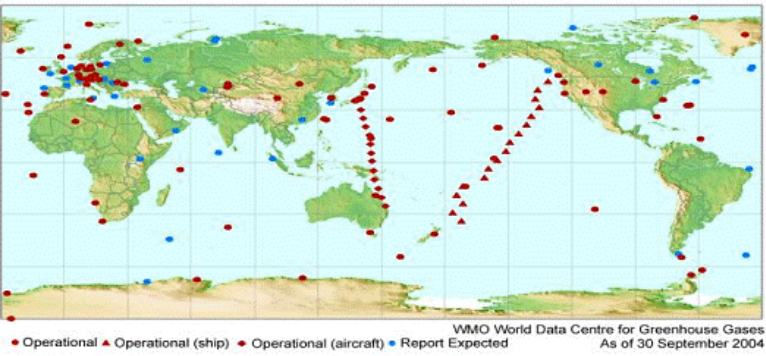 WMO World Data Centre for Greenhouse Gases
Operational Operational (ship) Operational (aircraft) Report Expected As of 30 September 2004